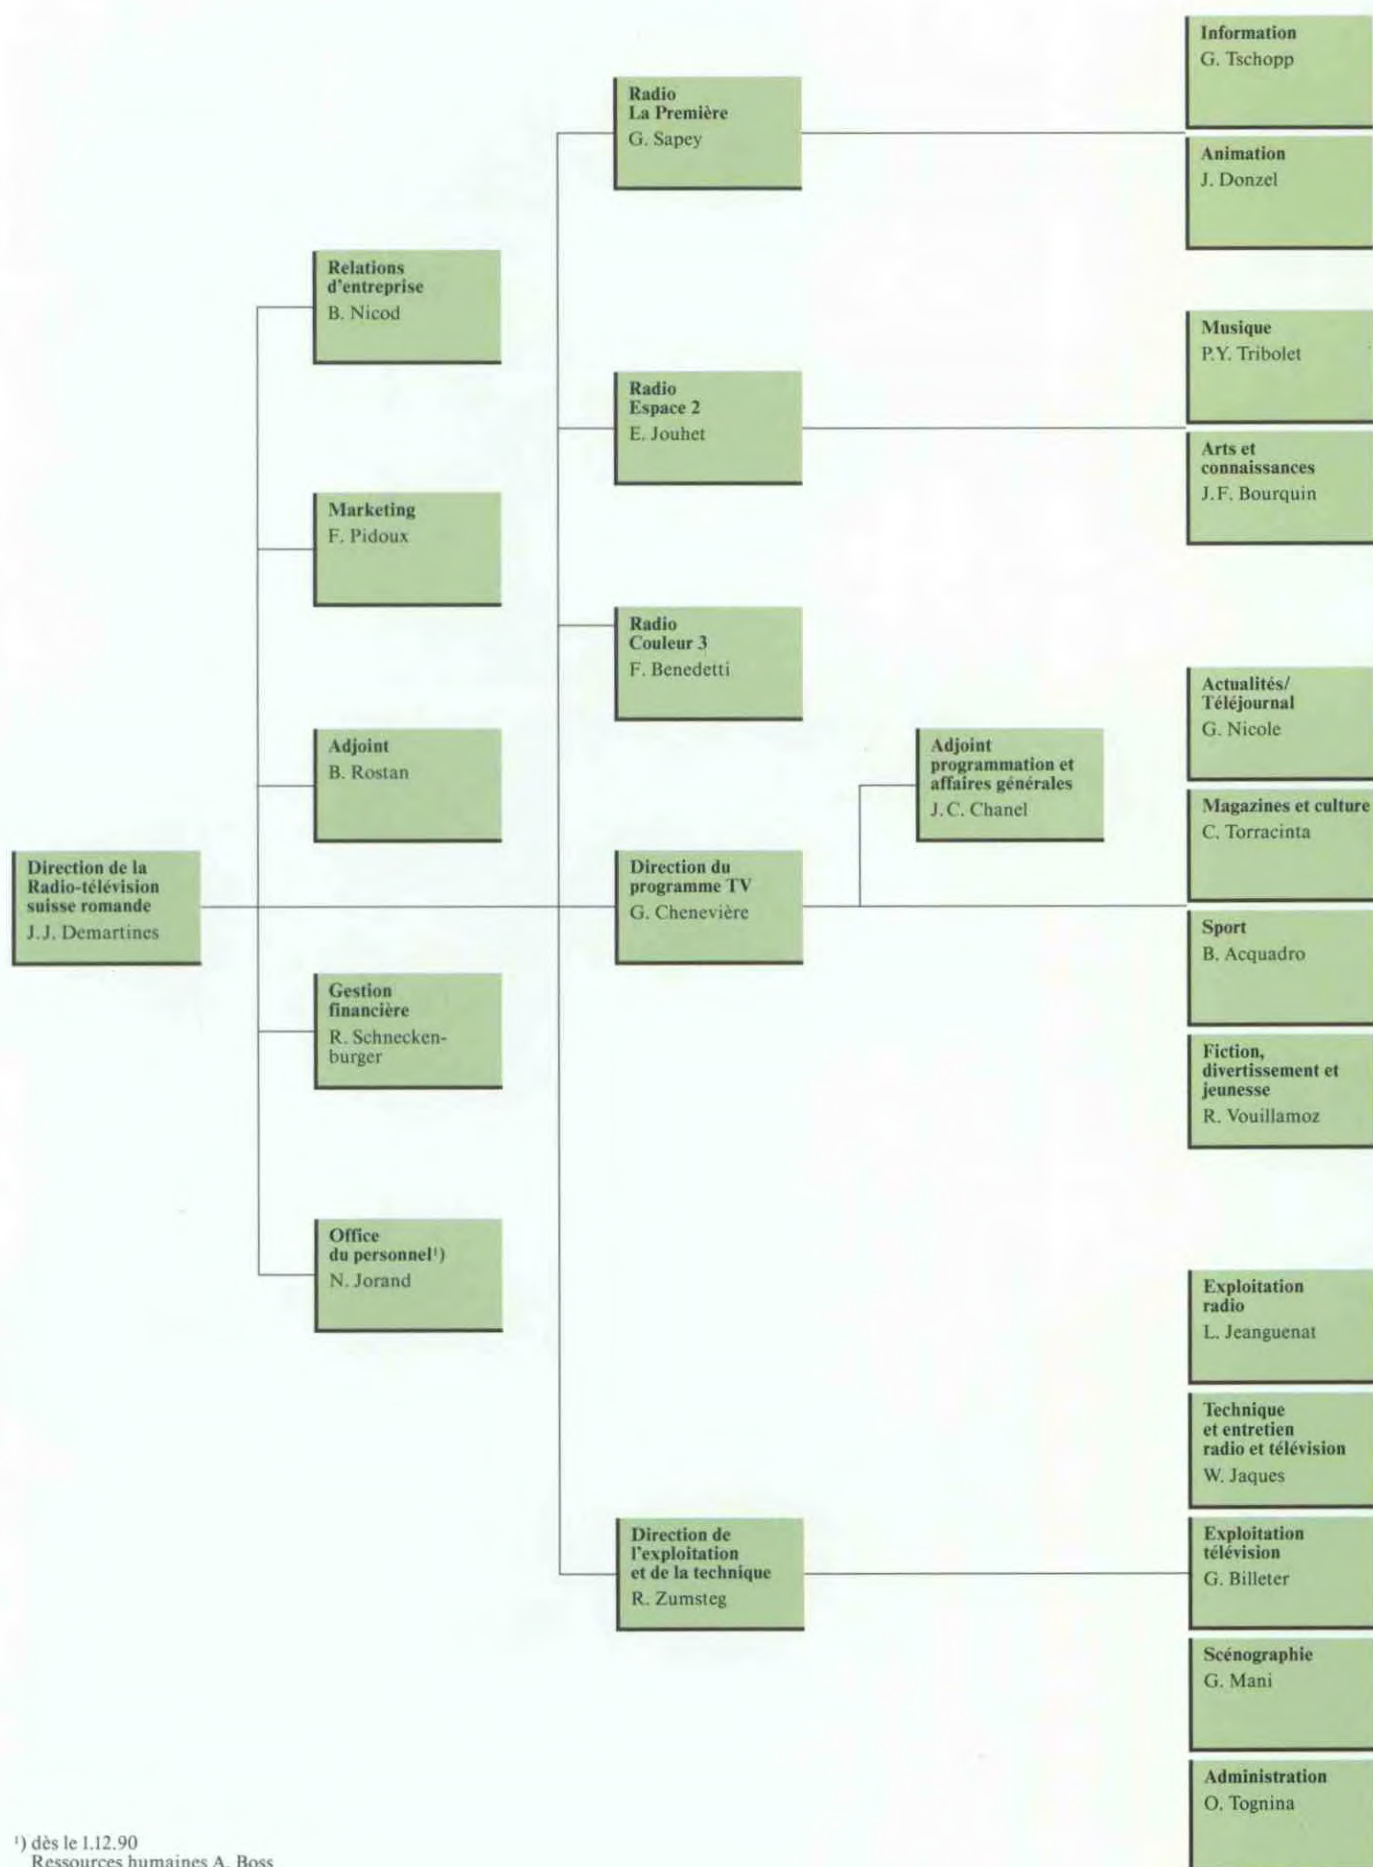 Direction de la
Radio-télévision
suisse romande
J.J. Demartines
Relations
d'entreprise
B. Nicod
Marketing
F. Pidoux
Adjoint
B. Rostan
Gestion
financière
R. Schnecken-
burger
Office
du personnel¹)
N. Jorand
Radio
La Première
G. Sapey
Radio
Espace 2
E. Jouhet
Radio
Couleur 3
F. Benedetti
Direction du
programme TV
G. Chenevière
Direction de
l'exploitation
et de la technique
R. Zumsteg
Adjoint
programmation et
affaires générales
J.C. Chanel
Information
G. Tschopp
Animation
J. Donzel
Musique
P.Y. Tribolet
Arts et
connaissances
J.F. Bourquin
Actualités/
Téléjournal
G. Nicole
Magazines et culture
C. Torracinta
Sport
B. Acquadro
Fiction,
divertissement et
jeunesse
R. Vouillamoz
Exploitation
radio
L. Jeanguenat
Technique
et entretien
radio et télévision
W. Jaques
Exploitation
télévision
G. Billeter
Scénographie
G. Mani
Administration
O. Tognina
¹) dès le 1.12.90
Ressources humaines A. Boss